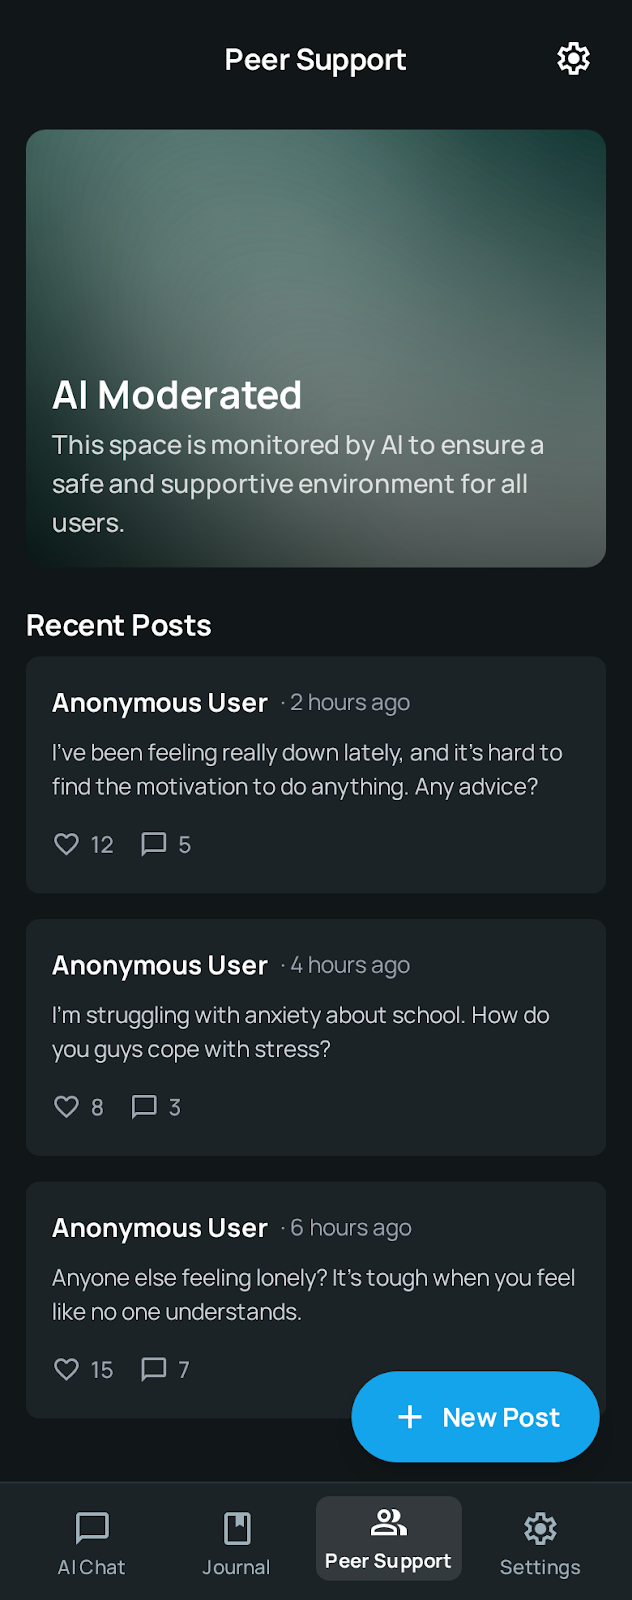 Peer Support
AI Moderated
This space is monitored by AI to ensure a
safe and supportive environment for all
users.
Recent Posts
Anonymous User · 2 hours ago
I've been feeling really down lately, and it's hard to
find the motivation to do anything. Any advice?
12 5
Anonymous User · 4 hours ago
I'm struggling with anxiety about school. How do
you guys cope with stress?
8 3
Anonymous User · 6 hours ago
Anyone else feeling lonely? It's tough when you feel
like no one understands.
15 7
+ New Post
AI Chat Journal Peer Support Settings